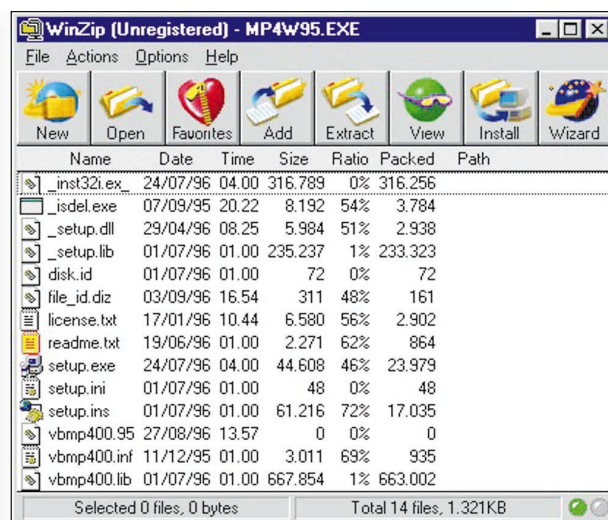 WinZip (Unregistered) - MP4W95.EXE
File Actions Options Help
New Open Favorites Add Extract View Install Wizard
Name Date Time Size Ratio Packed Path
_inst32i.ex_ 24/07/96 04.00 316.789 0% 316.256
_isdel.exe 07/09/95 20.22 8.192 54% 3.784
_setup.dll 29/04/96 08.25 5.984 51% 2.938
_setup.lib 01/07/96 01.00 235.237 1% 233.323
disk.id 01/07/96 01.00 72 0% 72
file_id.diz 03/09/96 16.54 311 48% 161
license.txt 17/01/96 10.44 6.580 56% 2.902
readme.txt 19/06/96 01.00 2.271 62% 864
setup.exe 24/07/96 04.00 44.608 46% 23.979
setup.ini 01/07/96 01.00 48 0% 48
setup.ins 01/07/96 01.00 61.216 72% 17.035
vbmp400.95 27/08/96 13.57 0 0% 0
vbmp400.inf 11/12/95 01.00 3.011 69% 935
vbmp400.lib 01/07/96 01.00 667.854 1% 663.002
Selected 0 files, 0 bytes Total 14 files, 1.321KB